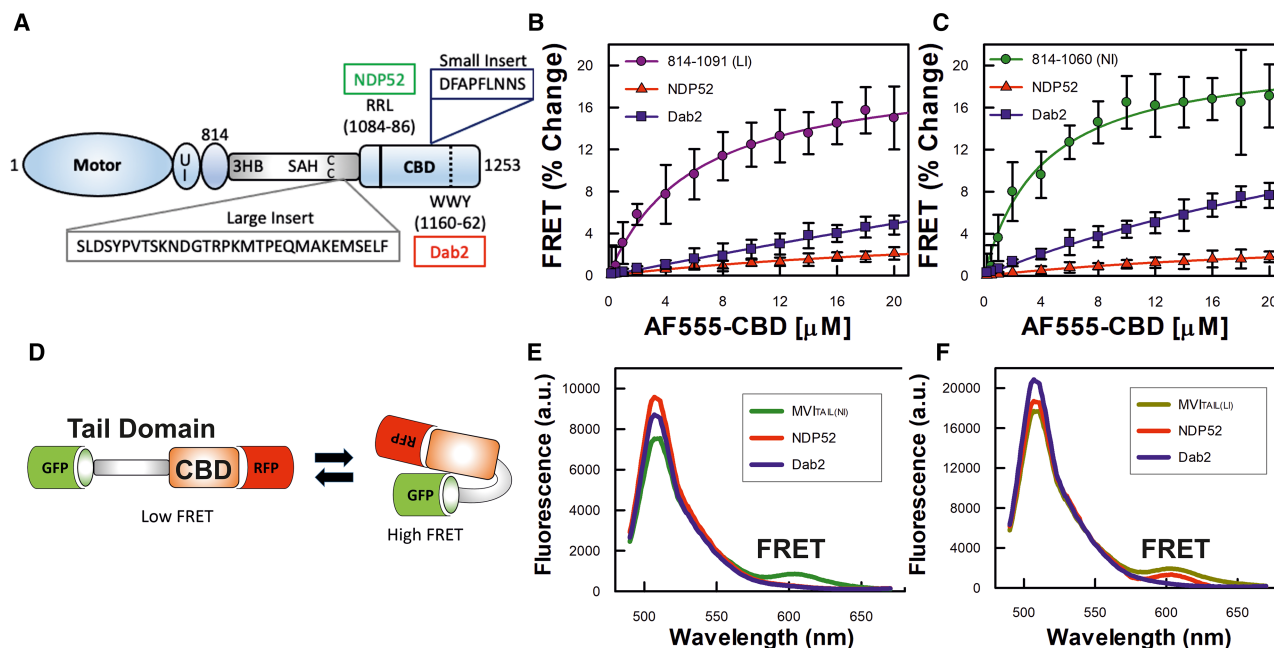 A
Small Insert
NDP52
DFAPFLNNS
RRL
(1084-86)
814
1
Motor
U
I
3HB
SAH
C
C
CBD
1253
WWY
(1160-62)
Large Insert
SLDSYPVTSKNDGTRPKMTPEQMAKEMSELF
Dab2
B
FRET (% Change)
20
16
12
8
4
0
814-1091 (LI)
NDP52
Dab2
0 4 8 12 16 20
AF555-CBD [μM]
C
FRET (% Change)
20
16
12
8
4
0
814-1060 (NI)
NDP52
Dab2
0 4 8 12 16 20
AF555-CBD [μM]
D
Tail Domain
GFP
CBD
RFP
Low FRET
RFP
GFP
High FRET
E
Fluorescence (a.u.)
10000
8000
6000
4000
2000
0
MVITAIL(NI)
NDP52
Dab2
FRET
500 550 600 650
Wavelength (nm)
F
Fluorescence (a.u.)
20000
16000
12000
8000
4000
0
MVITAIL(LI)
NDP52
Dab2
FRET
500 550 600 650
Wavelength (nm)